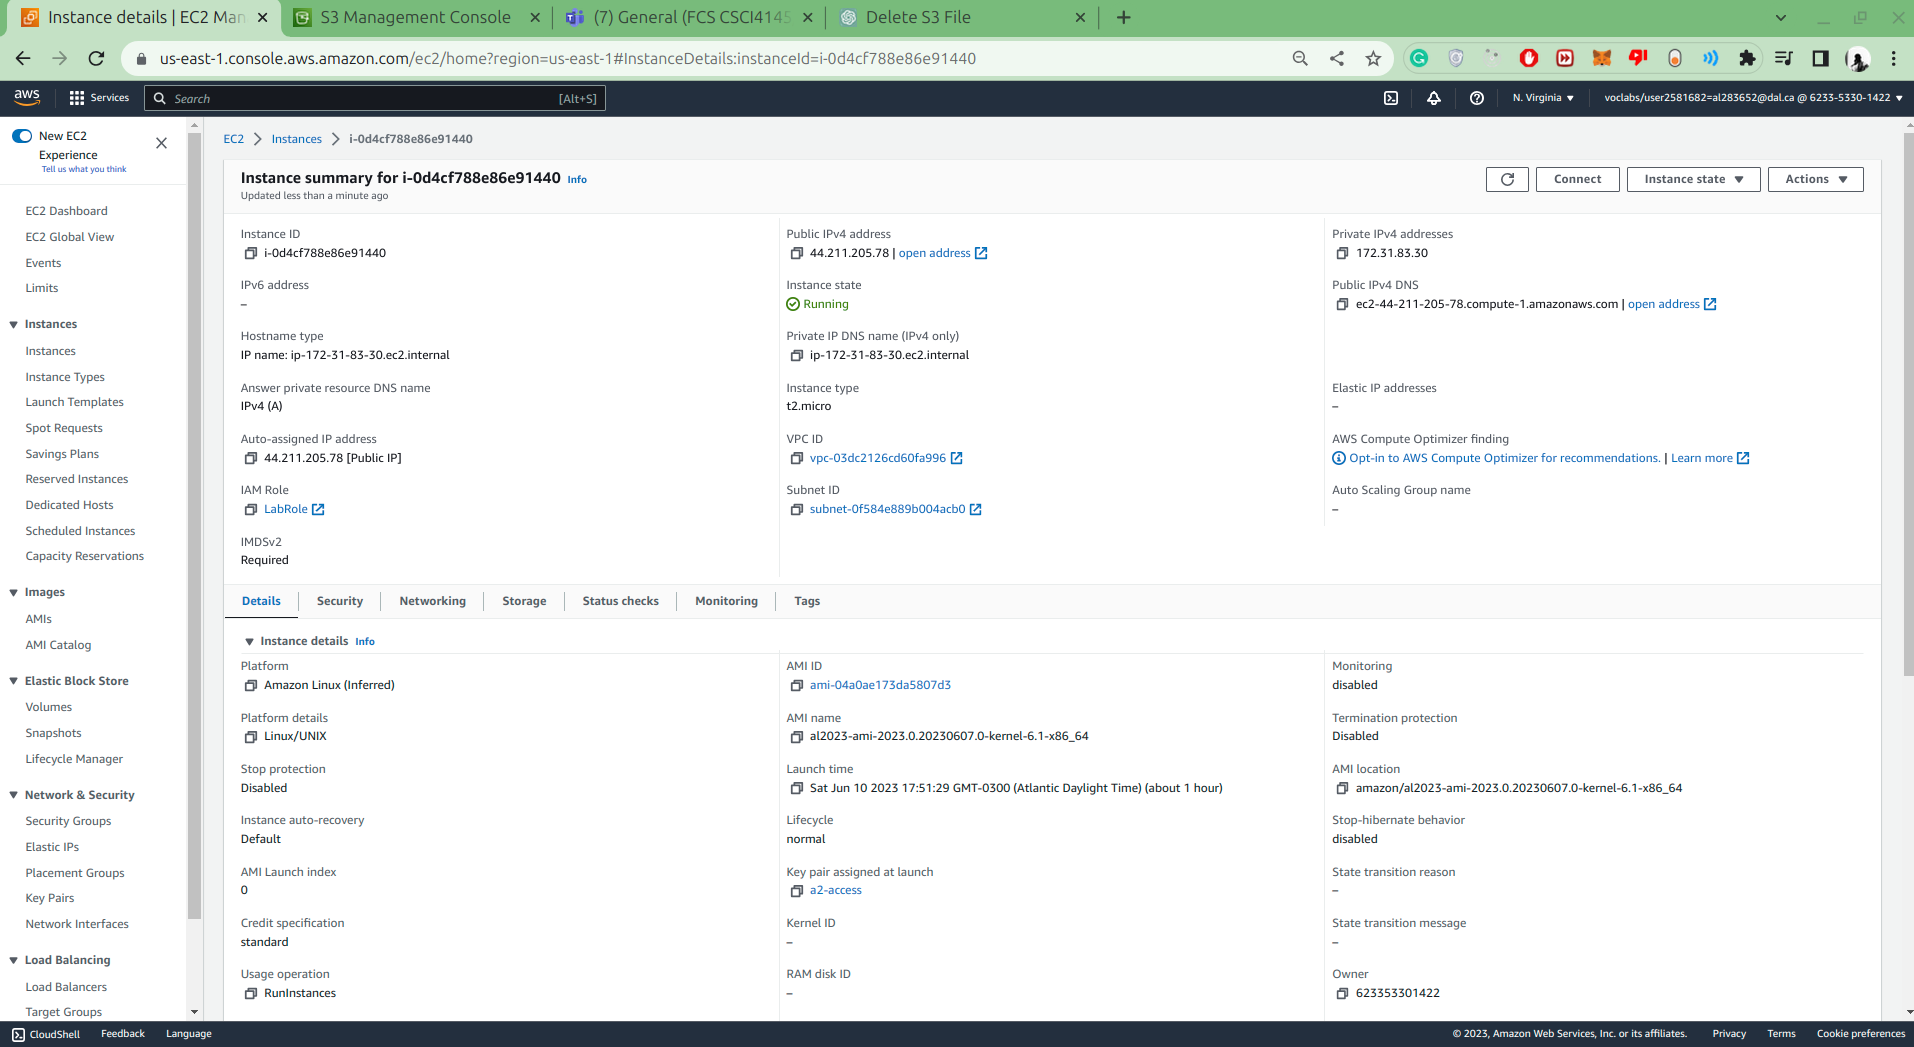 Instance details | EC2 Man
S3 Management Console
(7) General (FCS CSCI4145
Delete S3 File
us-east-1.console.aws.amazon.com/ec2/home?region=us-east-1#InstanceDetails:instanceId=i-0d4cf788e86e91440
aws
Services
Search
[Alt+S]
N. Virginia
voclabs/user2581682=al283652@dal.ca @ 6233-5330-1422
New EC2
Experience
Tell us what you think
EC2 Dashboard
EC2 Global View
Events
Limits
Instances
Instances
Instance Types
Launch Templates
Spot Requests
Savings Plans
Reserved Instances
Dedicated Hosts
Scheduled Instances
Capacity Reservations
Images
AMIs
AMI Catalog
Elastic Block Store
Volumes
Snapshots
Lifecycle Manager
Network & Security
Security Groups
Elastic IPs
Placement Groups
Key Pairs
Network Interfaces
Load Balancing
Load Balancers
Target Groups
EC2 > Instances > i-0d4cf788e86e91440
Instance summary for i-0d4cf788e86e91440 Info
Updated less than a minute ago
Connect
Instance state
Actions
Instance ID
i-0d4cf788e86e91440
Public IPv4 address
44.211.205.78 | open address
Private IPv4 addresses
172.31.83.30
IPv6 address
–
Instance state
Running
Public IPv4 DNS
ec2-44-211-205-78.compute-1.amazonaws.com | open address
Hostname type
IP name: ip-172-31-83-30.ec2.internal
Private IP DNS name (IPv4 only)
ip-172-31-83-30.ec2.internal
Answer private resource DNS name
IPv4 (A)
Instance type
t2.micro
Elastic IP addresses
–
Auto-assigned IP address
44.211.205.78 [Public IP]
VPC ID
vpc-03dc2126cd60fa996
AWS Compute Optimizer finding
Opt-in to AWS Compute Optimizer for recommendations. | Learn more
IAM Role
LabRole
Subnet ID
subnet-0f584e889b004acb0
Auto Scaling Group name
–
IMDSv2
Required
Details
Security
Networking
Storage
Status checks
Monitoring
Tags
Instance details Info
Platform
Amazon Linux (Inferred)
AMI ID
ami-04a0ae173da5807d3
Monitoring
disabled
Platform details
Linux/UNIX
AMI name
al2023-ami-2023.0.20230607.0-kernel-6.1-x86_64
Termination protection
Disabled
Stop protection
Disabled
Launch time
Sat Jun 10 2023 17:51:29 GMT-0300 (Atlantic Daylight Time) (about 1 hour)
AMI location
amazon/al2023-ami-2023.0.20230607.0-kernel-6.1-x86_64
Instance auto-recovery
Default
Lifecycle
normal
Stop-hibernate behavior
disabled
AMI Launch index
0
Key pair assigned at launch
a2-access
State transition reason
–
Credit specification
standard
Kernel ID
–
State transition message
–
Usage operation
RunInstances
RAM disk ID
–
Owner
623353301422
CloudShell
Feedback
Language
© 2023, Amazon Web Services, Inc. or its affiliates.
Privacy
Terms
Cookie preferences